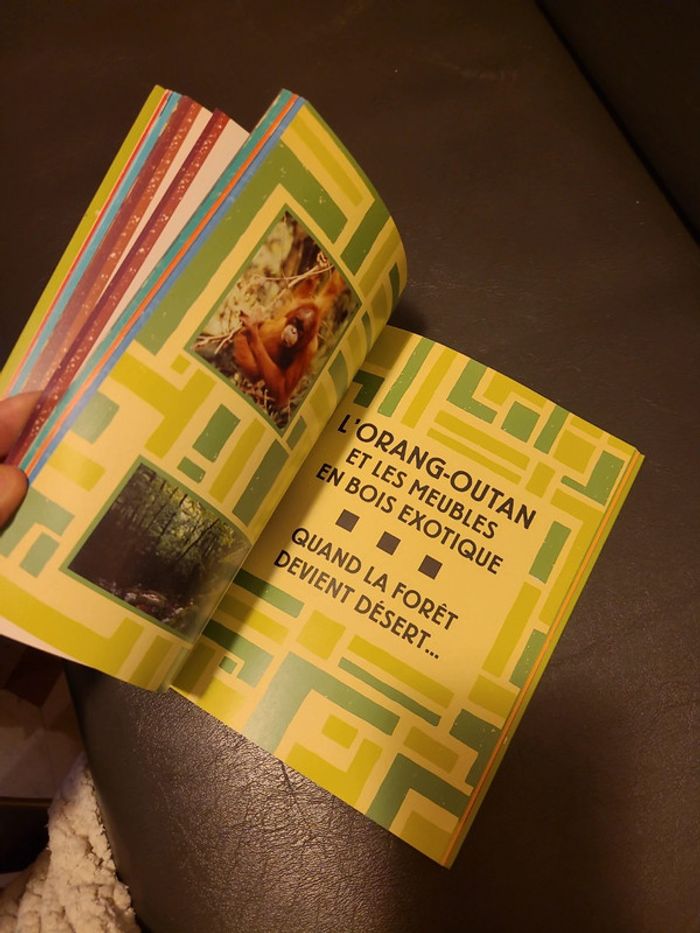 L'ORANG-OUTAN
ET LES MEUBLES
EN BOIS EXOTIQUE
QUAND LA FORÊT
DEVIENT DÉSERT...